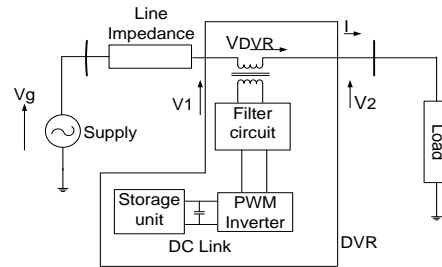 Line
Impedance
VDVR
I
Vg
V1
V2
Supply
Filter
circuit
Load
Storage
unit
PWM
Inverter
DC Link
DVR